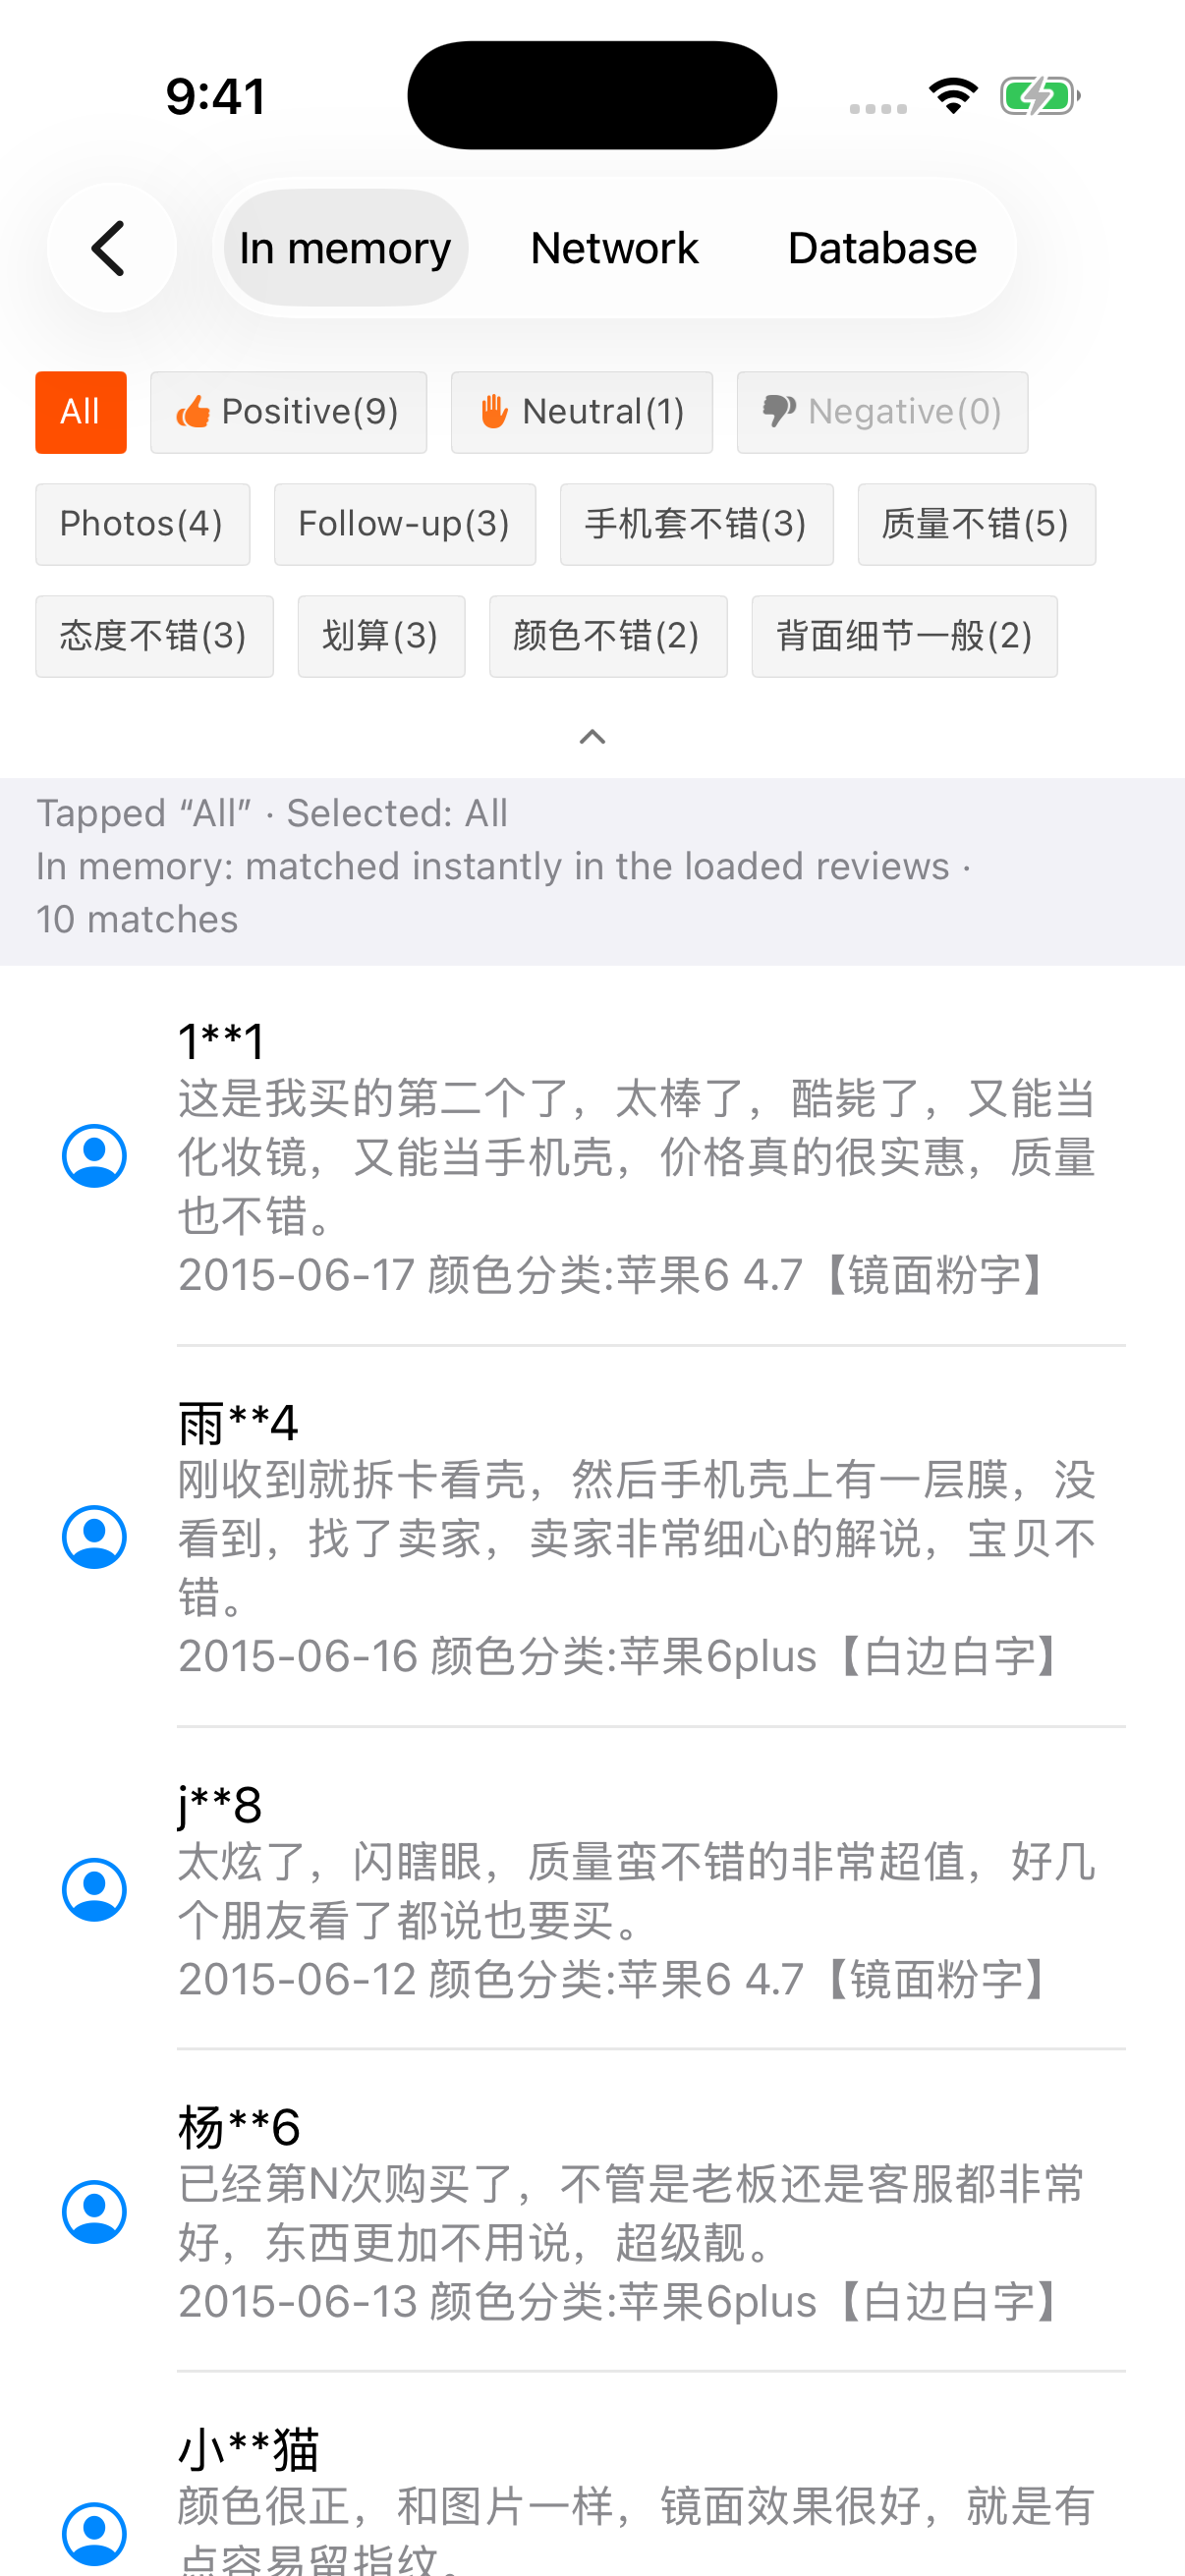 9:41
In memory
Network
Database
All
Positive(9)
Neutral(1)
Negative(0)
Photos(4)
Follow-up(3)
手机套不错(3)
质量不错(5)
态度不错(3)
划算(3)
颜色不错(2)
背面细节一般(2)
Tapped “All” · Selected: All
In memory: matched instantly in the loaded reviews ·
10 matches
1**1
这是我买的第二个了，太棒了，酷毙了，又能当
化妆镜，又能当手机壳，价格真的很实惠，质量
也不错。
2015-06-17 颜色分类:苹果6 4.7【镜面粉字】
雨**4
刚收到就拆卡看壳，然后手机壳上有一层膜，没
看到，找了卖家，卖家非常细心的解说，宝贝不
错。
2015-06-16 颜色分类:苹果6plus【白边白字】
j**8
太炫了，闪瞎眼，质量蛮不错的非常超值，好几
个朋友看了都说也要买。
2015-06-12 颜色分类:苹果6 4.7【镜面粉字】
杨**6
已经第N次购买了，不管是老板还是客服都非常
好，东西更加不用说，超级靓。
2015-06-13 颜色分类:苹果6plus【白边白字】
小**猫
颜色很正，和图片一样，镜面效果很好，就是有
点容易留指纹。